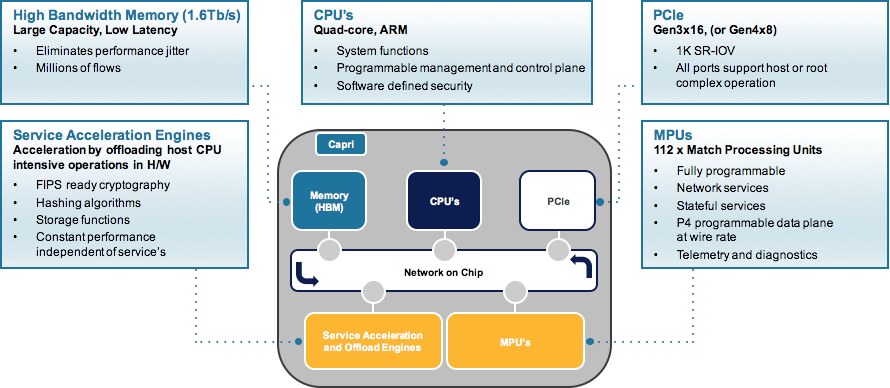 High Bandwidth Memory (1.6Tb/s)
Large Capacity, Low Latency
• Eliminates performance jitter
• Millions of flows
CPU's
Quad-core, ARM
• System functions
• Programmable management and control plane
• Software defined security
PCIe
Gen3x16, (or Gen4x8)
• 1K SR-IOV
• All ports support host or root
complex operation
Service Acceleration Engines
Acceleration by offloading host CPU
intensive operations in H/W
• FIPS ready cryptography
• Hashing algorithms
• Storage functions
• Constant performance
independent of service's
MPUs
112 x Match Processing Units
• Fully programmable
• Network services
• Stateful services
• P4 programmable data plane
at wire rate
• Telemetry and diagnostics
Capri
Memory
(HBM)
CPU's
PCIe
Network on Chip
Service Acceleration
and Offload Engines
MPU's